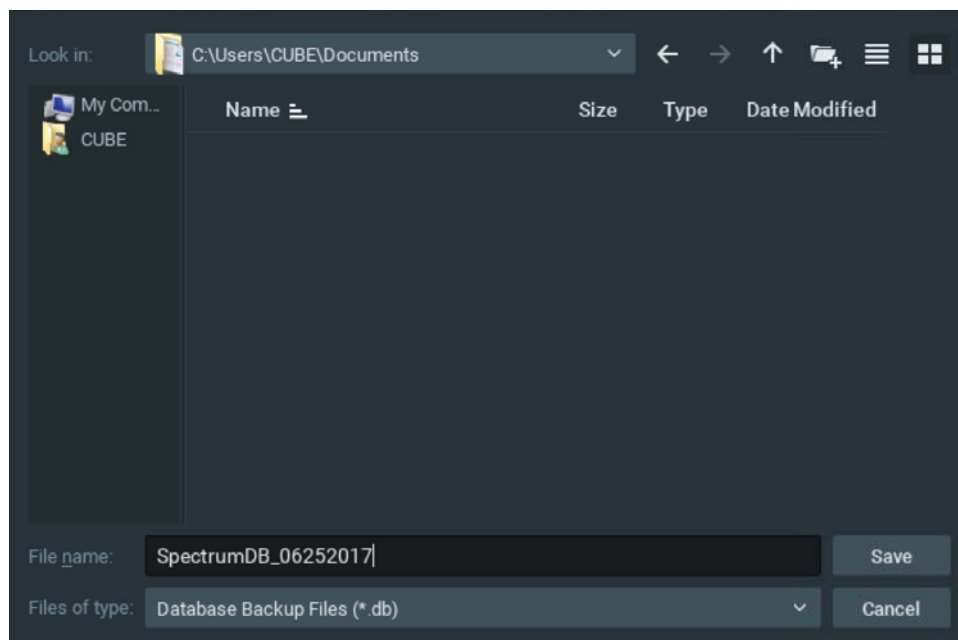 Look in: C:\Users\CUBE\Documents
My Com...
CUBE
Name Size Type Date Modified
File name: SpectrumDB_06252017 Save
Files of type: Database Backup Files (*.db) Cancel